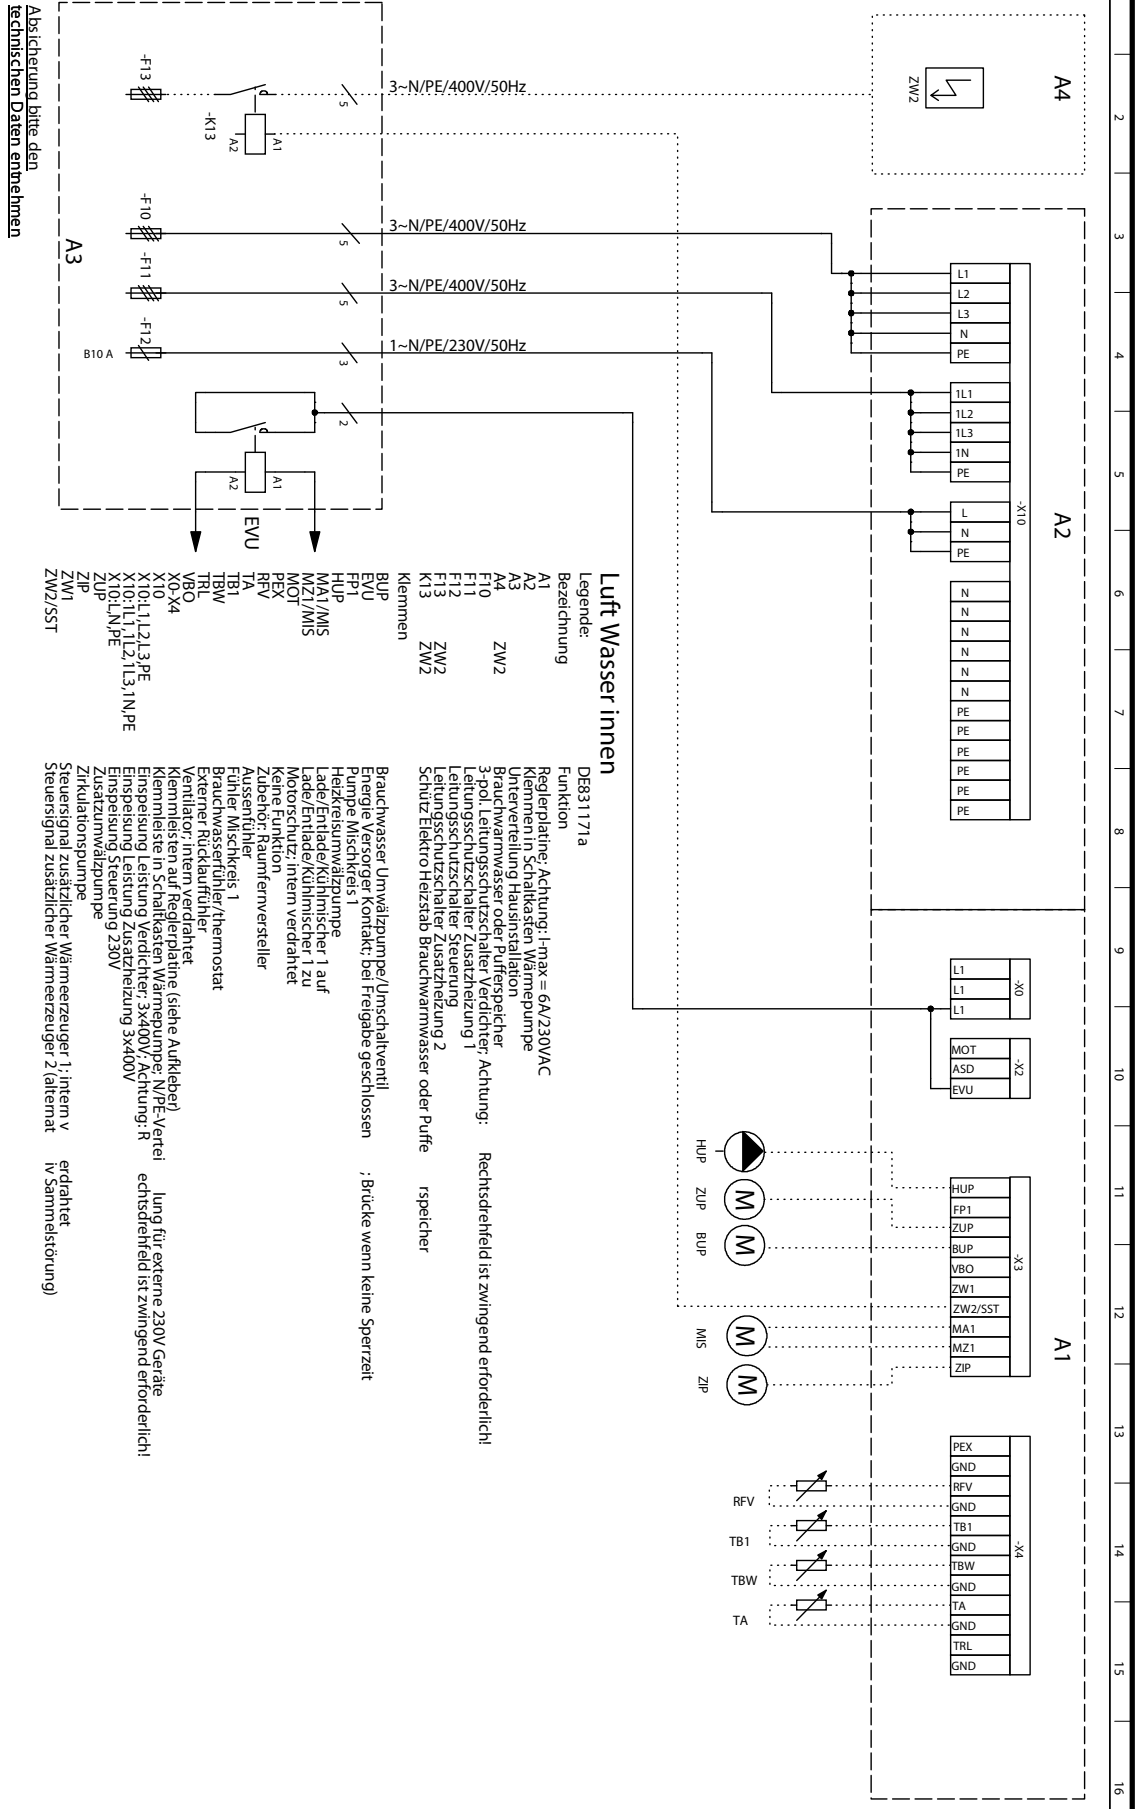 2
3
4
5
6
7
8
9
10
11
12
13
14
15
16
A4
ZW2
A2
-X10
L1
L2
L3
N
PE
1L1
1L2
1L3
1N
PE
L
N
PE
N
N
N
N
N
N
PE
PE
PE
PE
PE
PE
A1
-X0
L1
L1
L1
-X2
MOT
ASD
EVU
-X3
HUP
FP1
ZUP
BUP
VBO
ZW1
ZW2/SST
MA1
MZ1
ZIP
-X4
PEX
GND
RFV
GND
TB1
GND
TBW
GND
TA
GND
TRL
GND
HUP
M
ZUP
M
BUP
M
MIS
M
ZIP
RFV
TB1
TBW
TA
3~N/PE/400V/50Hz
3~N/PE/400V/50Hz
3~N/PE/400V/50Hz
1~N/PE/230V/50Hz
5
5
5
3
2
-F13
-K13
A1
A2
-F10
-F11
-F12
B10 A
A1
A2
EVU
A3
Absicherung bitte den
technischen Daten entnehmen
Luft Wasser innen
Legende: DE831171a
Bezeichnung Funktion
A1 Reglerplatine; Achtung: I-max = 6A/230VAC
A2 Klemmen in Schaltkasten Wärmepumpe
A3 Unterverteilung Hausinstallation
A4 ZW2 Brauchwarmwasser oder Pufferspeicher
F10 3-pol. Leitungsschutzschalter Verdichter; Achtung: Rechtsdrehfeld ist zwingend erforderlich!
F11 Leitungsschutzschalter Zusatzheizung 1
F12 Leitungsschutzschalter Steuerung
F13 ZW2 Leitungsschutzschalter Zusatzheizung 2
K13 ZW2 Schütz Elektro Heizstab Brauchwarmwasser oder Puffe rspeicher
Klemmen
BUP Brauchwasser Umwälzpumpe/Umschaltventil
EVU Energie Versorger Kontakt; bei Freigabe geschlossen ; Brücke wenn keine Sperrzeit
FP1 Pumpe Mischkreis1
HUP Heizkreisumwälzpumpe
MA1/MIS Lade/Entlade/Kühlmischer 1 auf
MZ1/MIS Lade/Entlade/Kühlmischer 1 zu
MOT Motorschutz; intern verdrahtet
PEX Keine Funktion
RFV Zubehör: Raumfernversteller
TA Aussenfühler
TB1 Fühler Mischkreis 1
TBW Brauchwasserfühler/thermostat
TRL Externer Rücklauffühler
VBO Ventilator; intern verdrahtet
X0-X4 Klemmleisten auf Reglerplatine (siehe Aufkleber)
X10 Klemmleiste in Schaltkasten Wärmepumpe; N/PE-Vertei lung für externe 230V Geräte
X10:L1,L2,L3,PE Einspeisung Leistung Verdichter; 3x400V; Achtung: R echtsdrehfeld ist zwingend erforderlich!
X10:1L1,1L2,1L3,1N,PE Einspeisung Leistung Zusatzheizung 3x400V
X10:L,N,PE Einspeisung Steuerung 230V
ZUP Zusatzumwälzpumpe
ZIP Zirkulationspumpe
ZW1 Steuersignal zusätzlicher Wärmeerzeuger 1; intern v erdrahtet
ZW2/SST Steuersignal zusätzlicher Wärmeerzeuger 2 (alternat iv Sammelstörung)